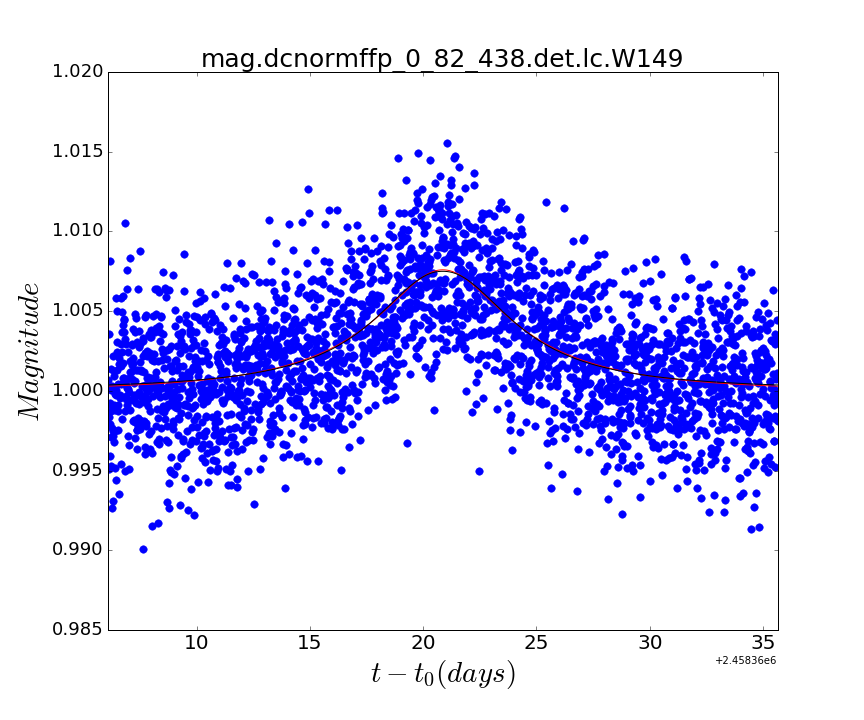 mag.dcnormffp_0_82_438.det.lc.W149
1.020
1.015
1.010
1.005
1.000
0.995
0.990
0.985
Magnitude
10 15 20 25 30 35
+2.45836e6
t − t₀(days)